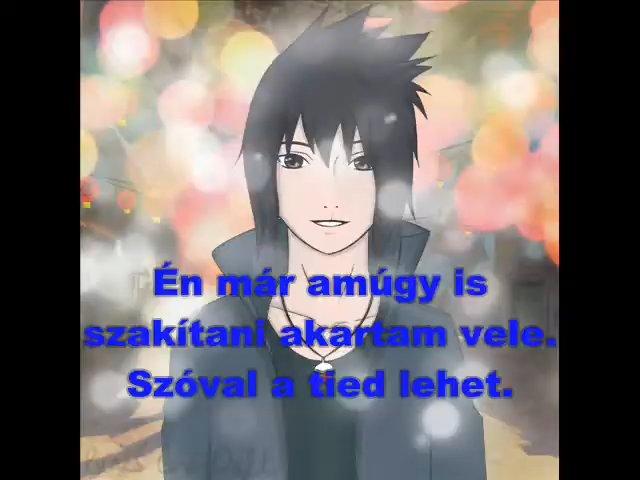 Én már amúgy is
szakítani akartam vele.
Szóval a tied lehet.